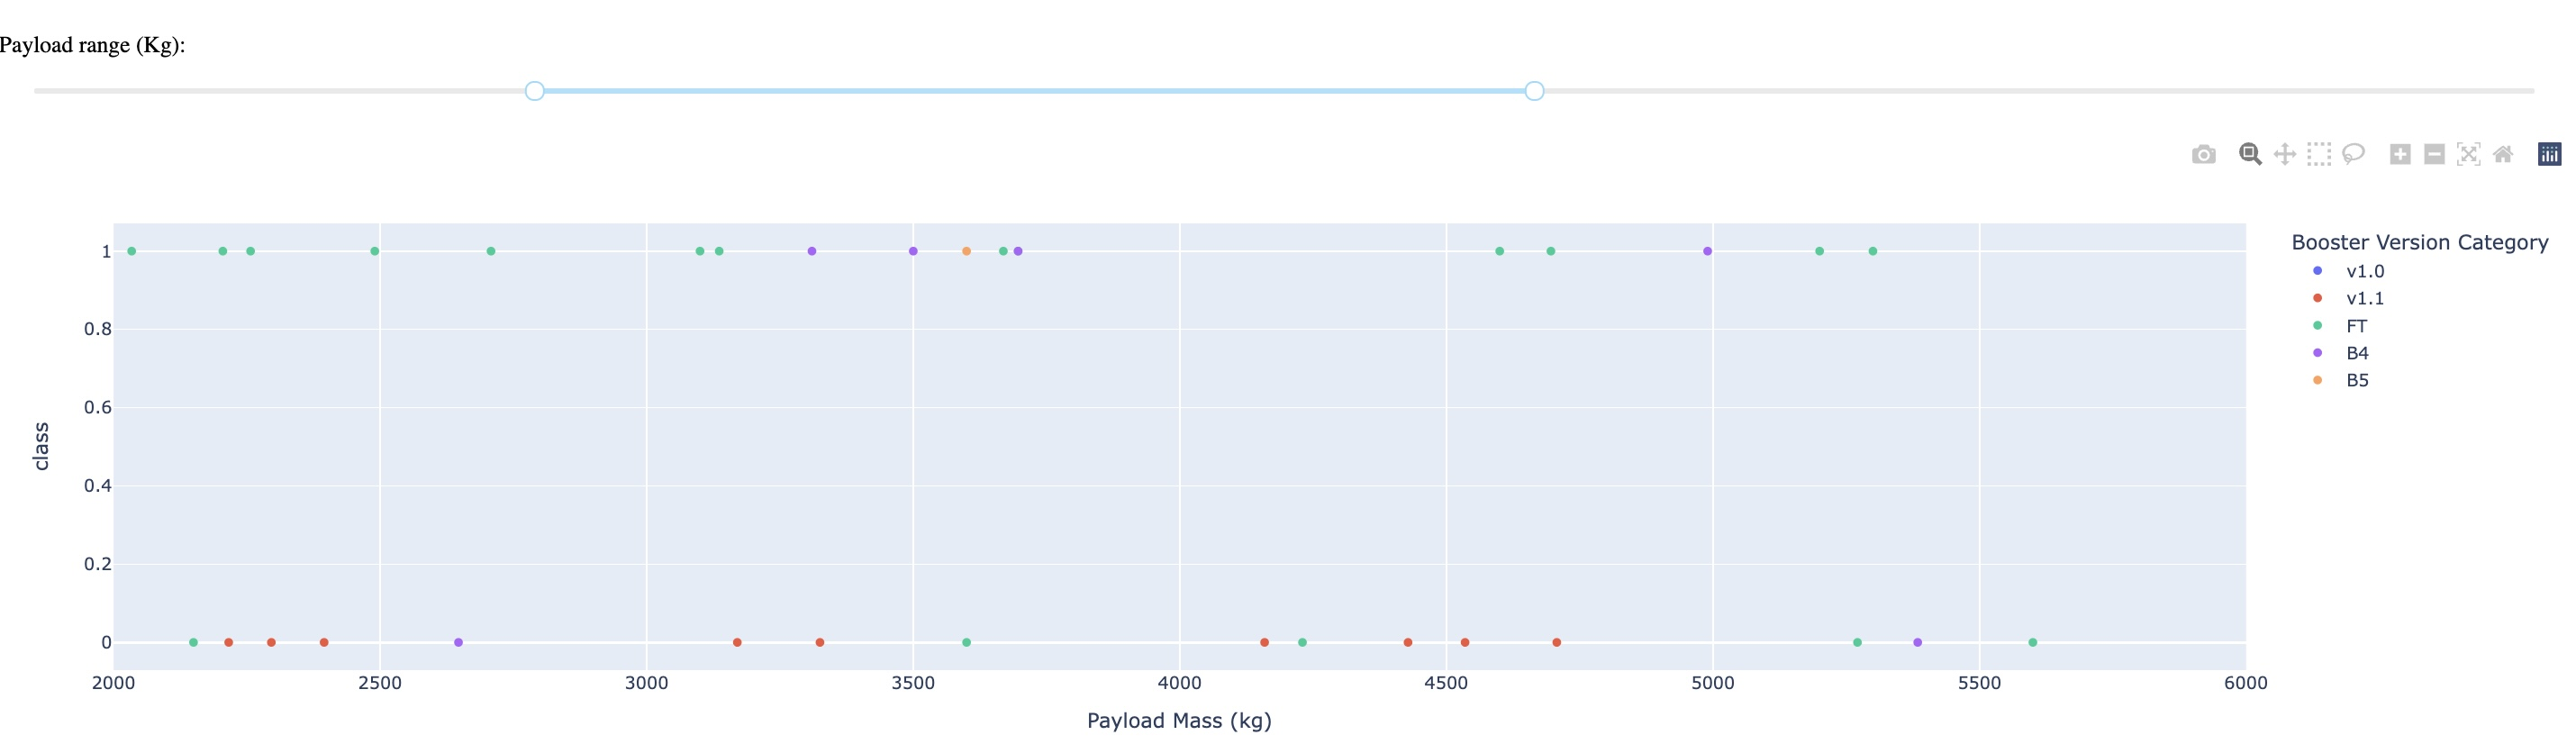 Payload range (Kg):
Booster Version Category
v1.0
v1.1
FT
B4
B5
class
1
0.8
0.6
0.4
0.2
0
2000 2500 3000 3500 4000 4500 5000 5500 6000
Payload Mass (kg)